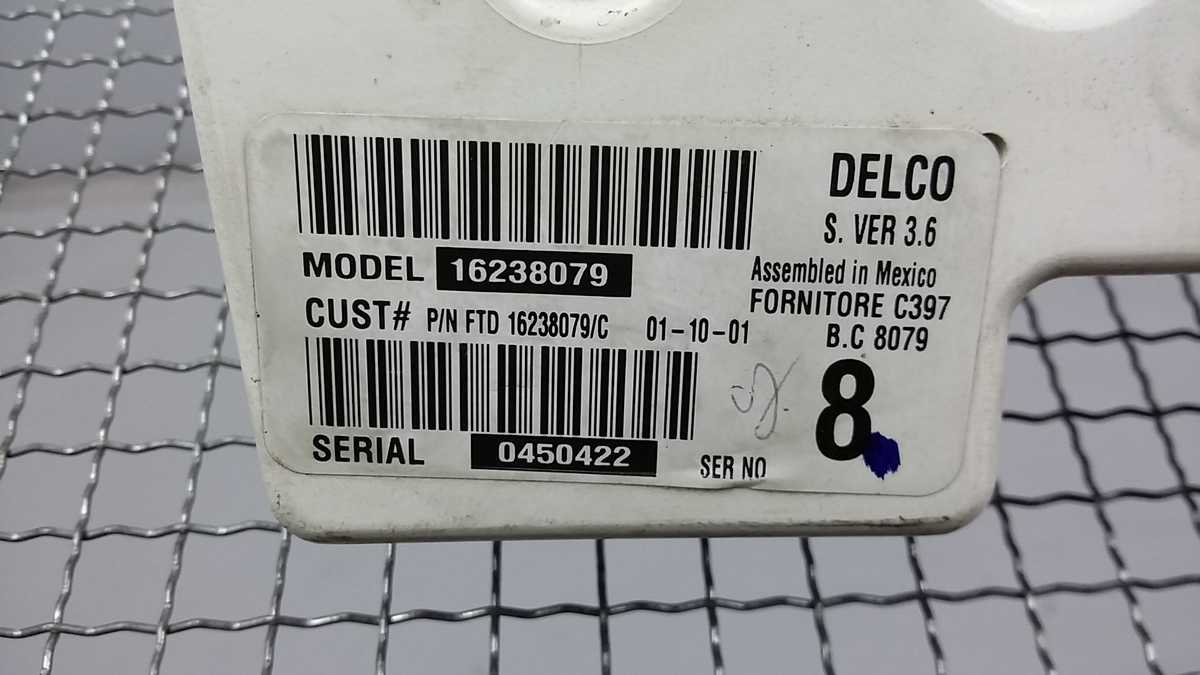 DELCO
S. VER 3.6
MODEL 16238079
Assembled in Mexico
FORNITORE C397
CUST# P/N FTD 16238079/C 01-10-01
B.C 8079
8
SERIAL 0450422
SER NO